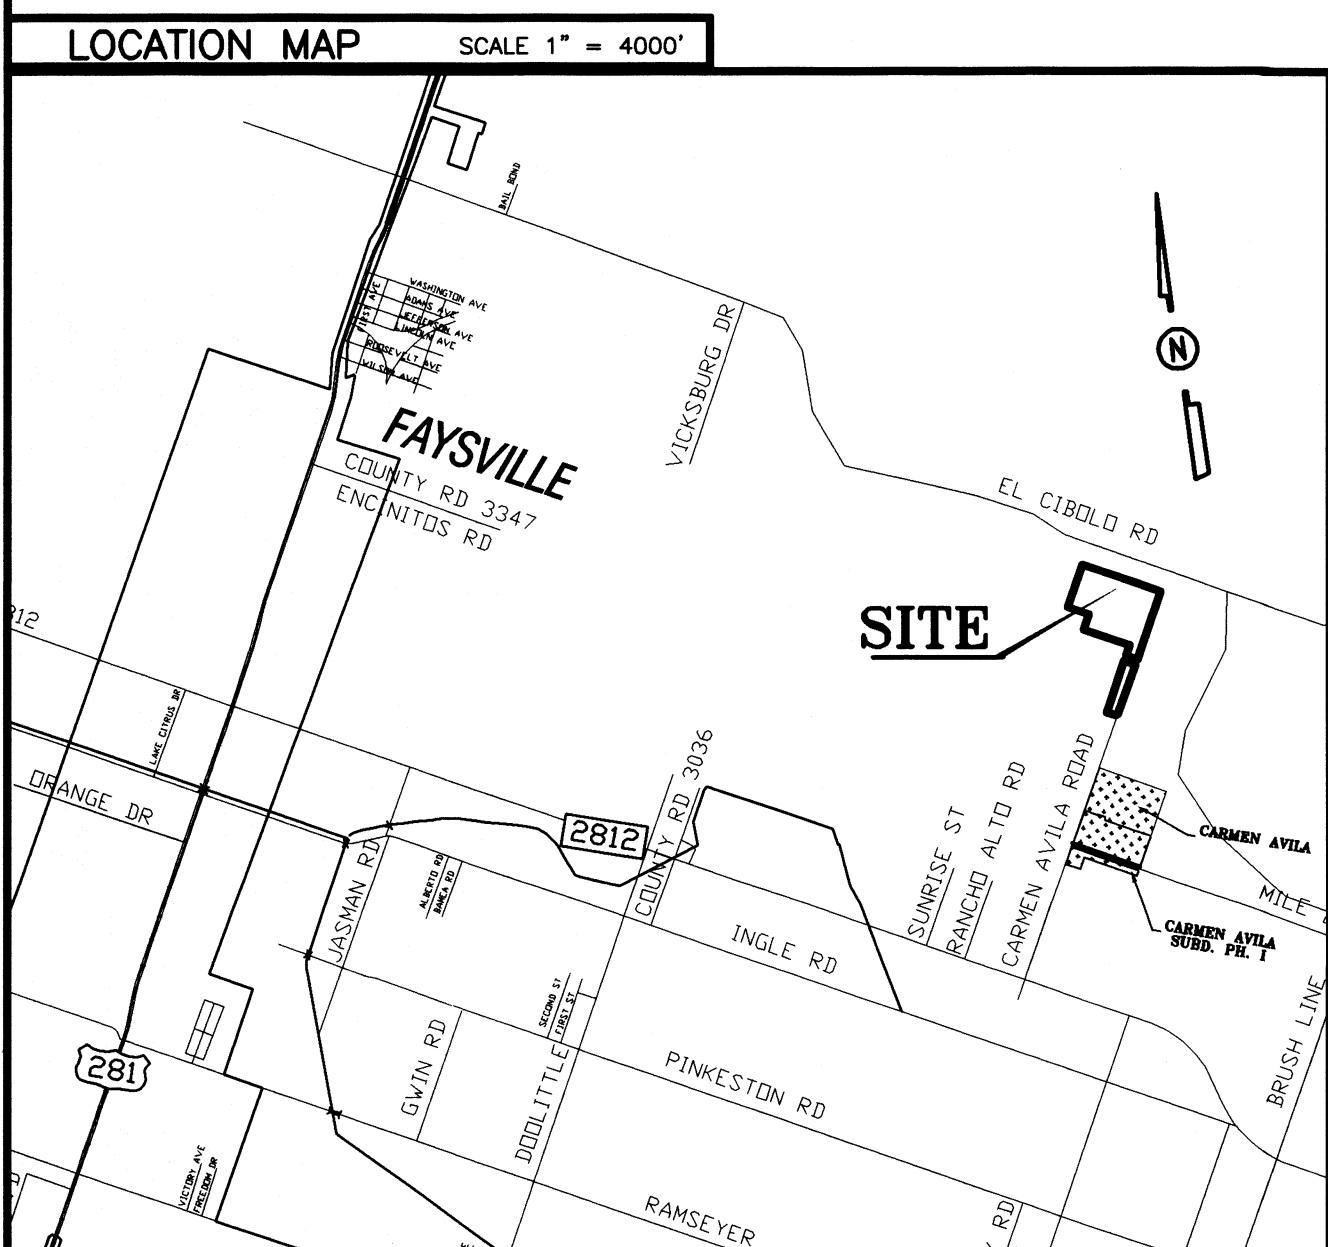 LOCATION MAP SCALE 1" = 4000'
BAIL BOND
WASHINGTON AVE
ADAMS AVE
JEFFERSON AVE
LINCOLN AVE
ROOSEVELT AVE
WILSON AVE
FIRST AVE
VICKSBURG DR
N
FAYSVILLE
COUNTY RD 3347
ENCINITOS RD
EL CIBOLO RD
SITE
812
LAKE CITRUS DR
ORANGE DR
COUNTY RD 3036
2812
JASMAN RD
ALBERTO RD
SUNRISE ST
RANCHO ALTO RD
CARMEN AVILA ROAD
CARMEN AVILA
MILE
CARMEN AVILA
SUBD. PH. I
INGLE RD
SECOND ST
FIRST ST
BRUSH LINE
281
GWIN RD
DOOLITTLE
PINKESTON RD
VICTORY AVE
FREEDOM DR
RAMSEYER
RD